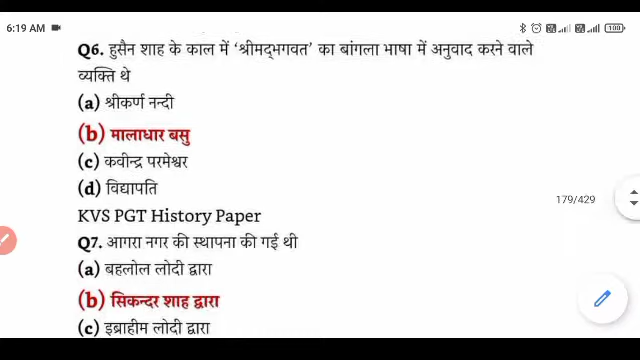 6:19 AM
100
Q6. हुसैन शाह के काल में ‘श्रीमद्भगवत’ का बांगला भाषा में अनुवाद करने वाले
व्यक्ति थे
(a) श्रीकर्ण नन्दी
(b) मालाधार बसु
(c) कवीन्द्र परमेश्वर
(d) विद्यापति
179/429
KVS PGT History Paper
Q7. आगरा नगर की स्थापना की गई थी
(a) बहलोल लोदी द्वारा
(b) सिकन्दर शाह द्वारा
(c) इब्राहीम लोदी द्वारा